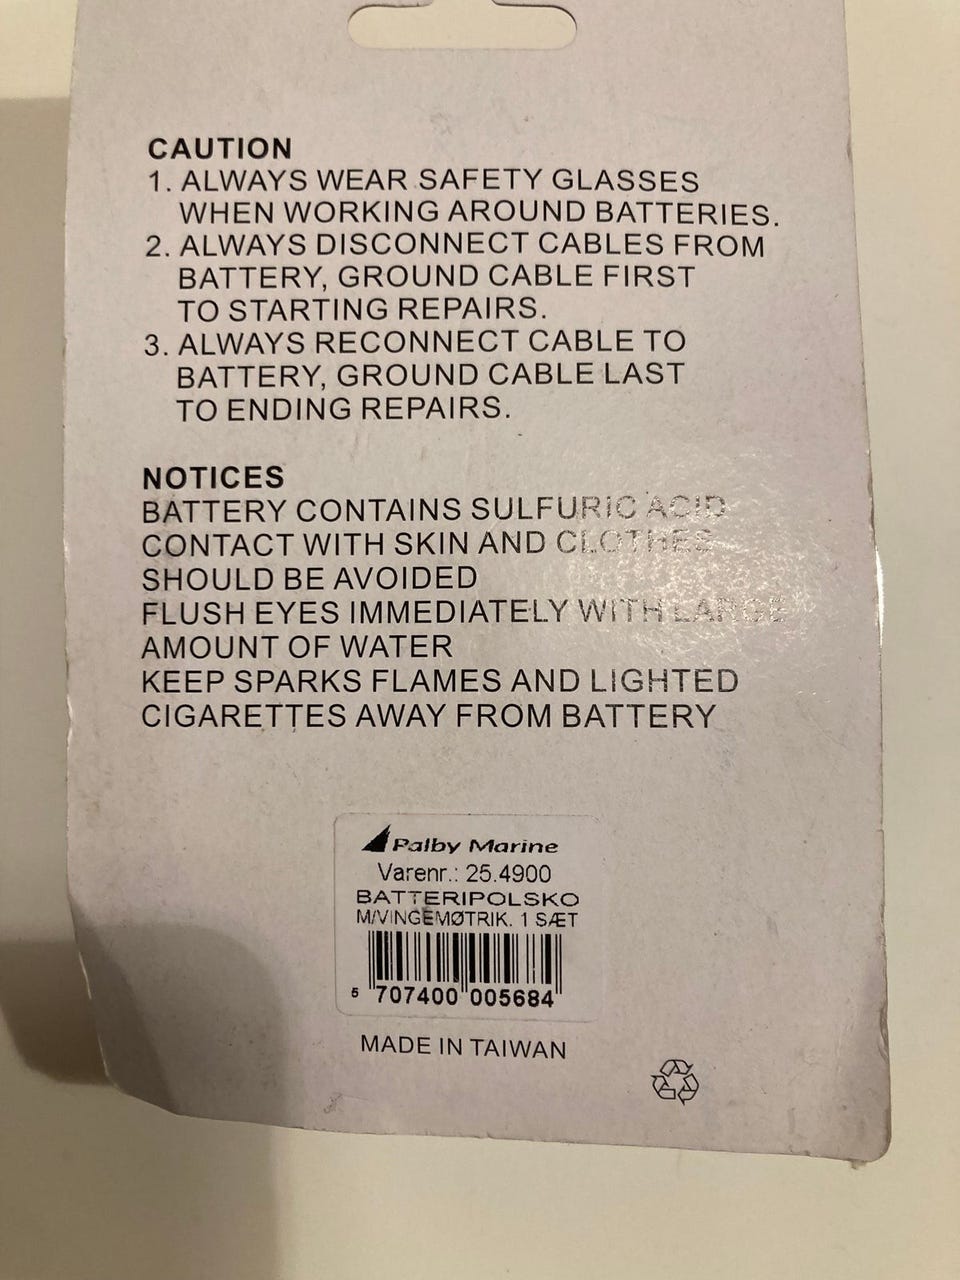 CAUTION
1. ALWAYS WEAR SAFETY GLASSES
WHEN WORKING AROUND BATTERIES.
2. ALWAYS DISCONNECT CABLES FROM
BATTERY, GROUND CABLE FIRST
TO STARTING REPAIRS.
3. ALWAYS RECONNECT CABLE TO
BATTERY, GROUND CABLE LAST
TO ENDING REPAIRS.
NOTICES
BATTERY CONTAINS SULFURIC ACID
CONTACT WITH SKIN AND CLOTHES
SHOULD BE AVOIDED
FLUSH EYES IMMEDIATELY WITH LARGE
AMOUNT OF WATER
KEEP SPARKS FLAMES AND LIGHTED
CIGARETTES AWAY FROM BATTERY
Palby Marine
Varenr.: 25.4900
BATTERIPOLSKO
M/VINGEMØTRIK. 1 SÆT
5 707400 005684
MADE IN TAIWAN